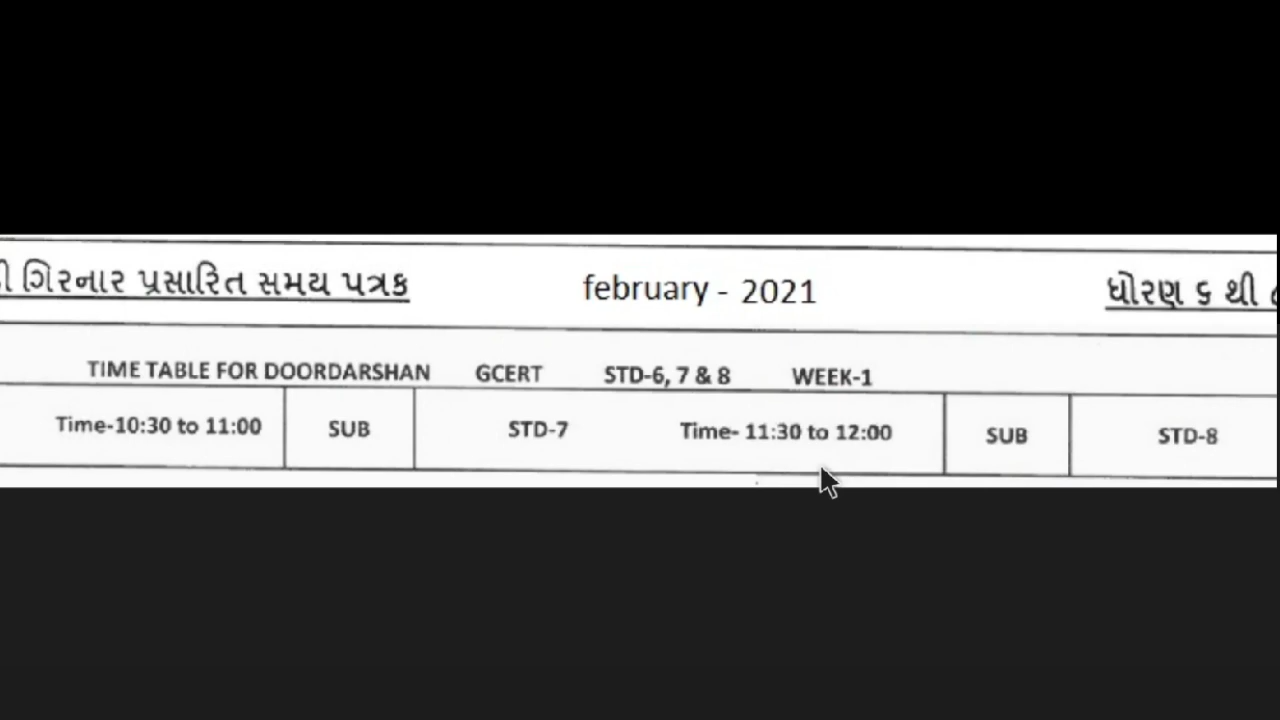 ગિરનાર પ્રસારિત સમય પત્રક february - 2021 ધોરણ ૬ થી
TIME TABLE FOR DOORDARSHAN GCERT STD-6, 7 & 8 WEEK-1
Time-10:30 to 11:00 SUB STD-7 Time- 11:30 to 12:00 SUB STD-8